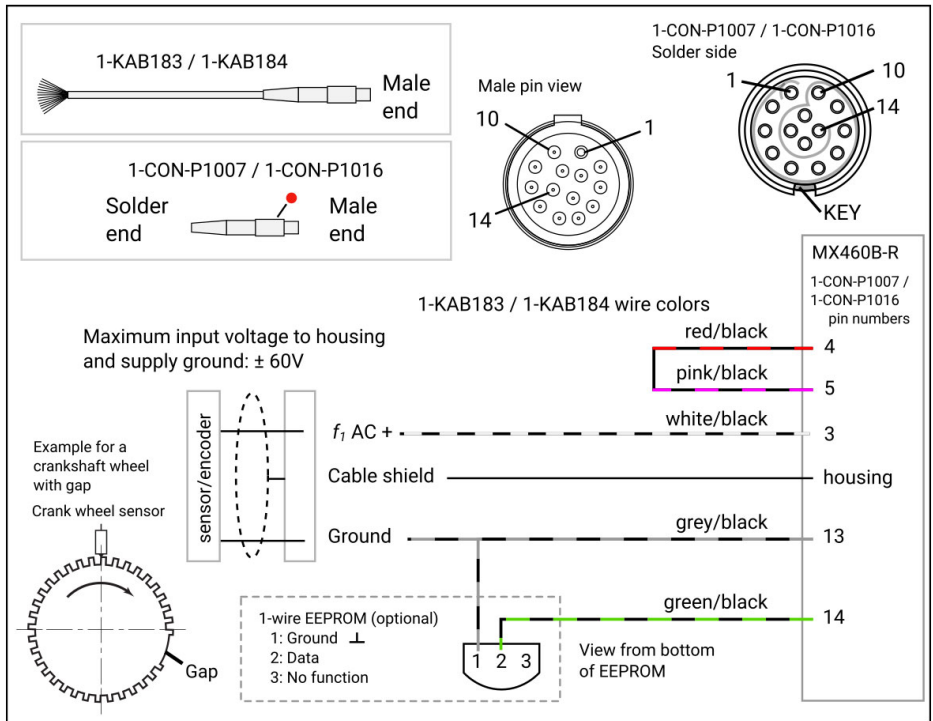 1-KAB183 / 1-KAB184
Male
end
1-CON-P1007 / 1-CON-P1016
Solder
end
Male
end
Male pin view
10
1
14
1-CON-P1007 / 1-CON-P1016
Solder side
1
10
14
KEY
MX460B-R
1-CON-P1007 /
1-CON-P1016
pin numbers
1-KAB183 / 1-KAB184 wire colors
Maximum input voltage to housing
and supply ground: ± 60V
red/black
4
pink/black
5
sensor/encoder
f₁ AC +
white/black
3
Cable shield
housing
Ground
grey/black
13
green/black
14
Example for a
crankshaft wheel
with gap
Crank wheel sensor
Gap
1-wire EEPROM (optional)
1: Ground ⊥
2: Data
3: No function
1 2 3
View from bottom
of EEPROM